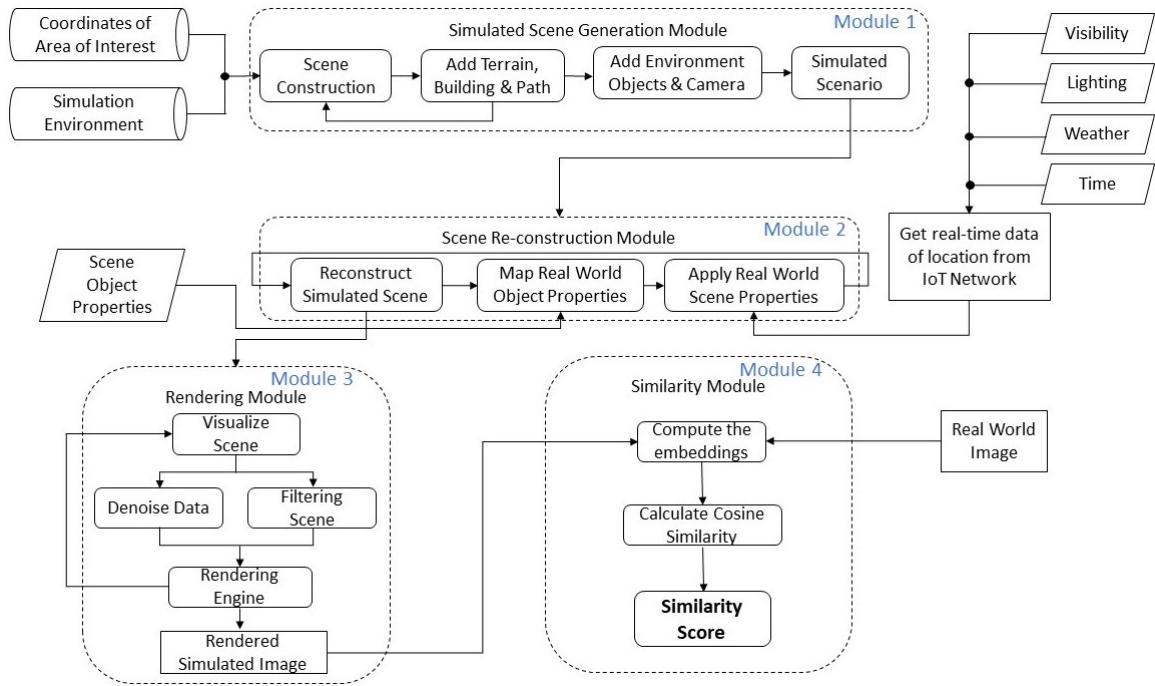 Coordinates of
Area of Interest
Simulation
Environment
Module 1
Simulated Scene Generation Module
Scene
Construction
Add Terrain,
Building & Path
Add Environment
Objects & Camera
Simulated
Scenario
Visibility
Lighting
Weather
Time
Get real-time data
of location from
IoT Network
Module 2
Scene Re-construction Module
Scene
Object
Properties
Reconstruct
Simulated Scene
Map Real World
Object Properties
Apply Real World
Scene Properties
Module 3
Rendering Module
Visualize
Scene
Denoise Data
Filtering
Scene
Rendering
Engine
Rendered
Simulated Image
Module 4
Similarity Module
Compute the
embeddings
Real World
Image
Calculate Cosine
Similarity
Similarity
Score